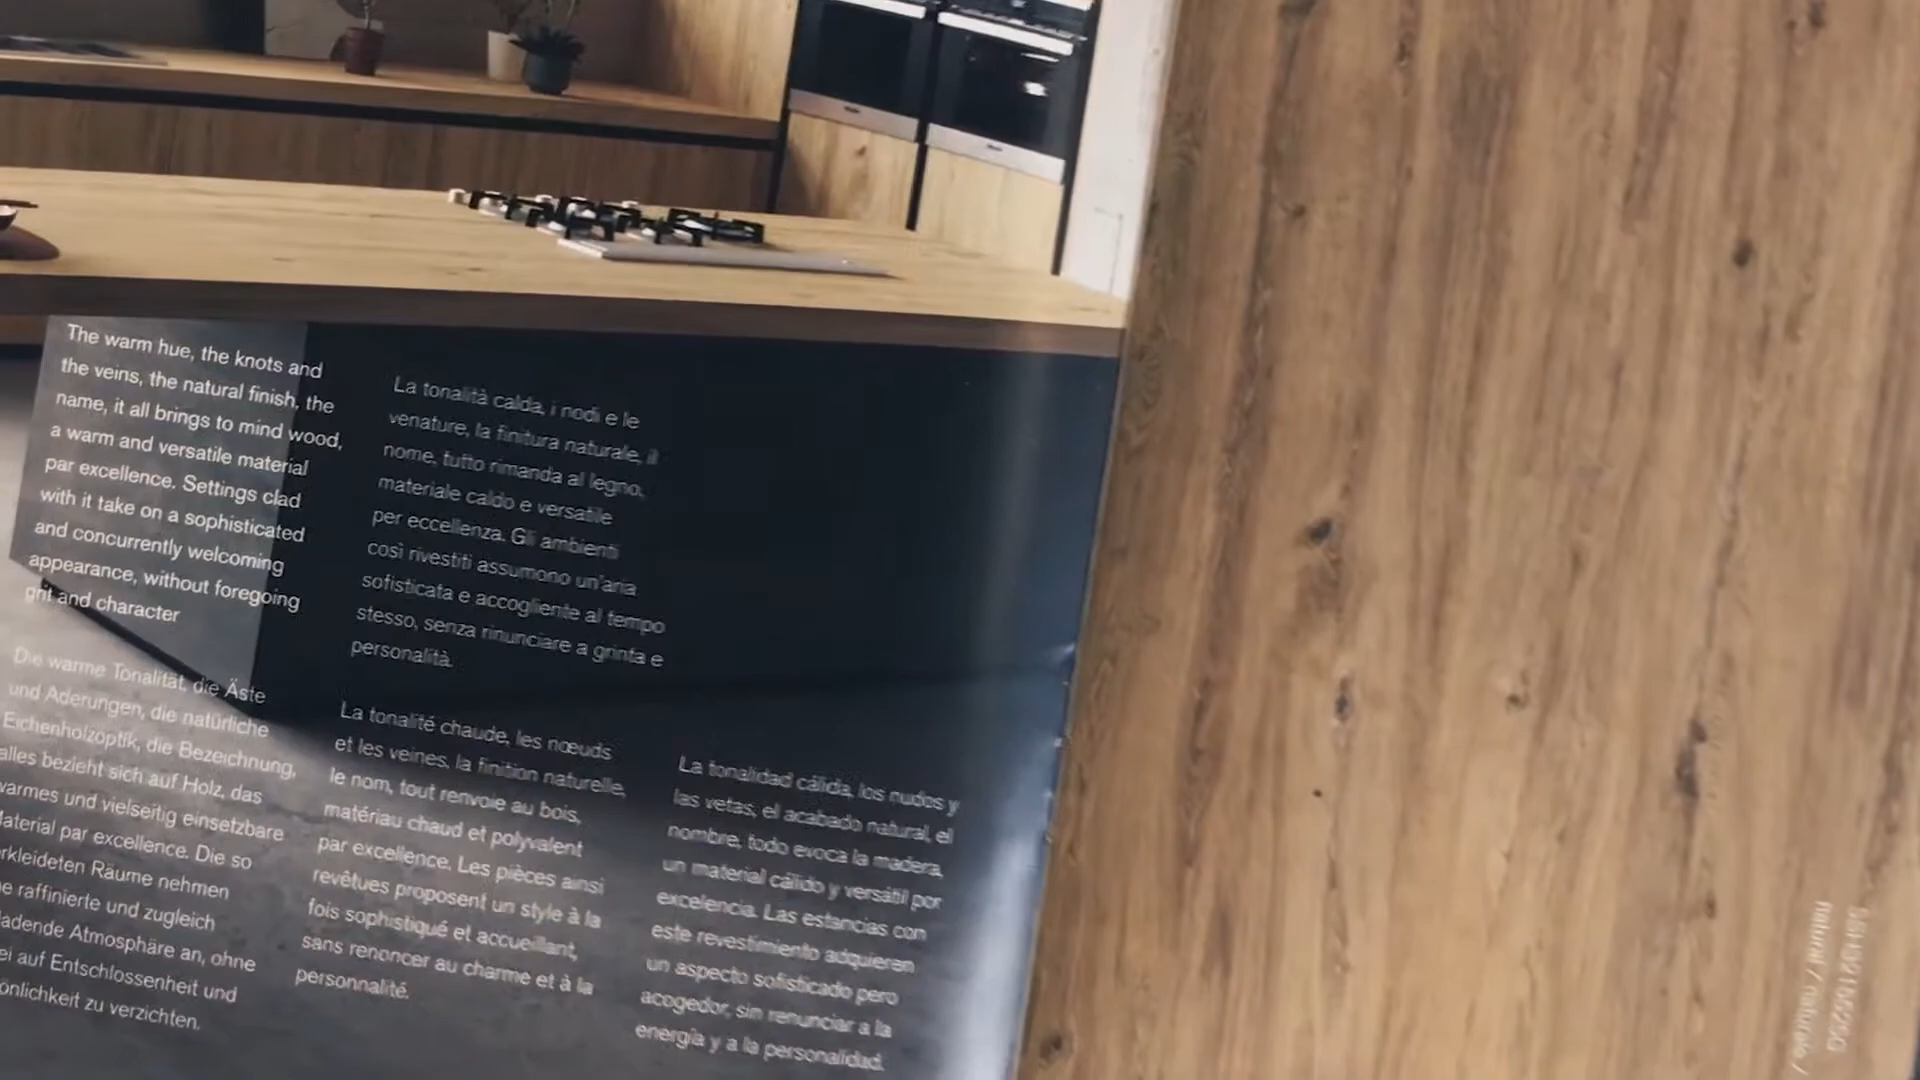 The warm hue, the knots and
the veins, the natural finish, the
name, it all brings to mind wood,
a warm and versatile material
par excellence. Settings clad
with it take on a sophisticated
and concurrently welcoming
appearance, without foregoing
grit and character
La tonalità calda, i nodi e le
venature, la finitura naturale, il
nome, tutto rimanda al legno,
materiale caldo e versatile
per eccellenza. Gli ambienti
così rivestiti assumono un'aria
sofisticata e accogliente al tempo
stesso, senza rinunciare a grinta e
personalità.
Die warme Tonalität, die Äste
und Aderungen, die natürliche
Eichenholzoptik, die Bezeichnung,
alles bezieht sich auf Holz, das
warmes und vielseitig einsetzbare
Material par excellence. Die so
rkleideten Räume nehmen
e raffinierte und zugleich
ladende Atmosphäre an, ohne
ei auf Entschlossenheit und
önlichkeit zu verzichten.
La tonalité chaude, les nœuds
et les veines, la finition naturelle,
le nom, tout renvoie au bois,
matériau chaud et polyvalent
par excellence. Les pièces ainsi
revêtues proposent un style à la
fois sophistiqué et accueillant,
sans renoncer au charme et à la
personnalité.
La tonalidad cálida, los nudos y
las vetas, el acabado natural, el
nombre, todo evoca la madera,
un material cálido y versátil por
excelencia. Las estancias con
este revestimiento adquieren
un aspecto sofisticado pero
acogedor, sin renunciar a la
energía y a la personalidad.
natural / naturale /